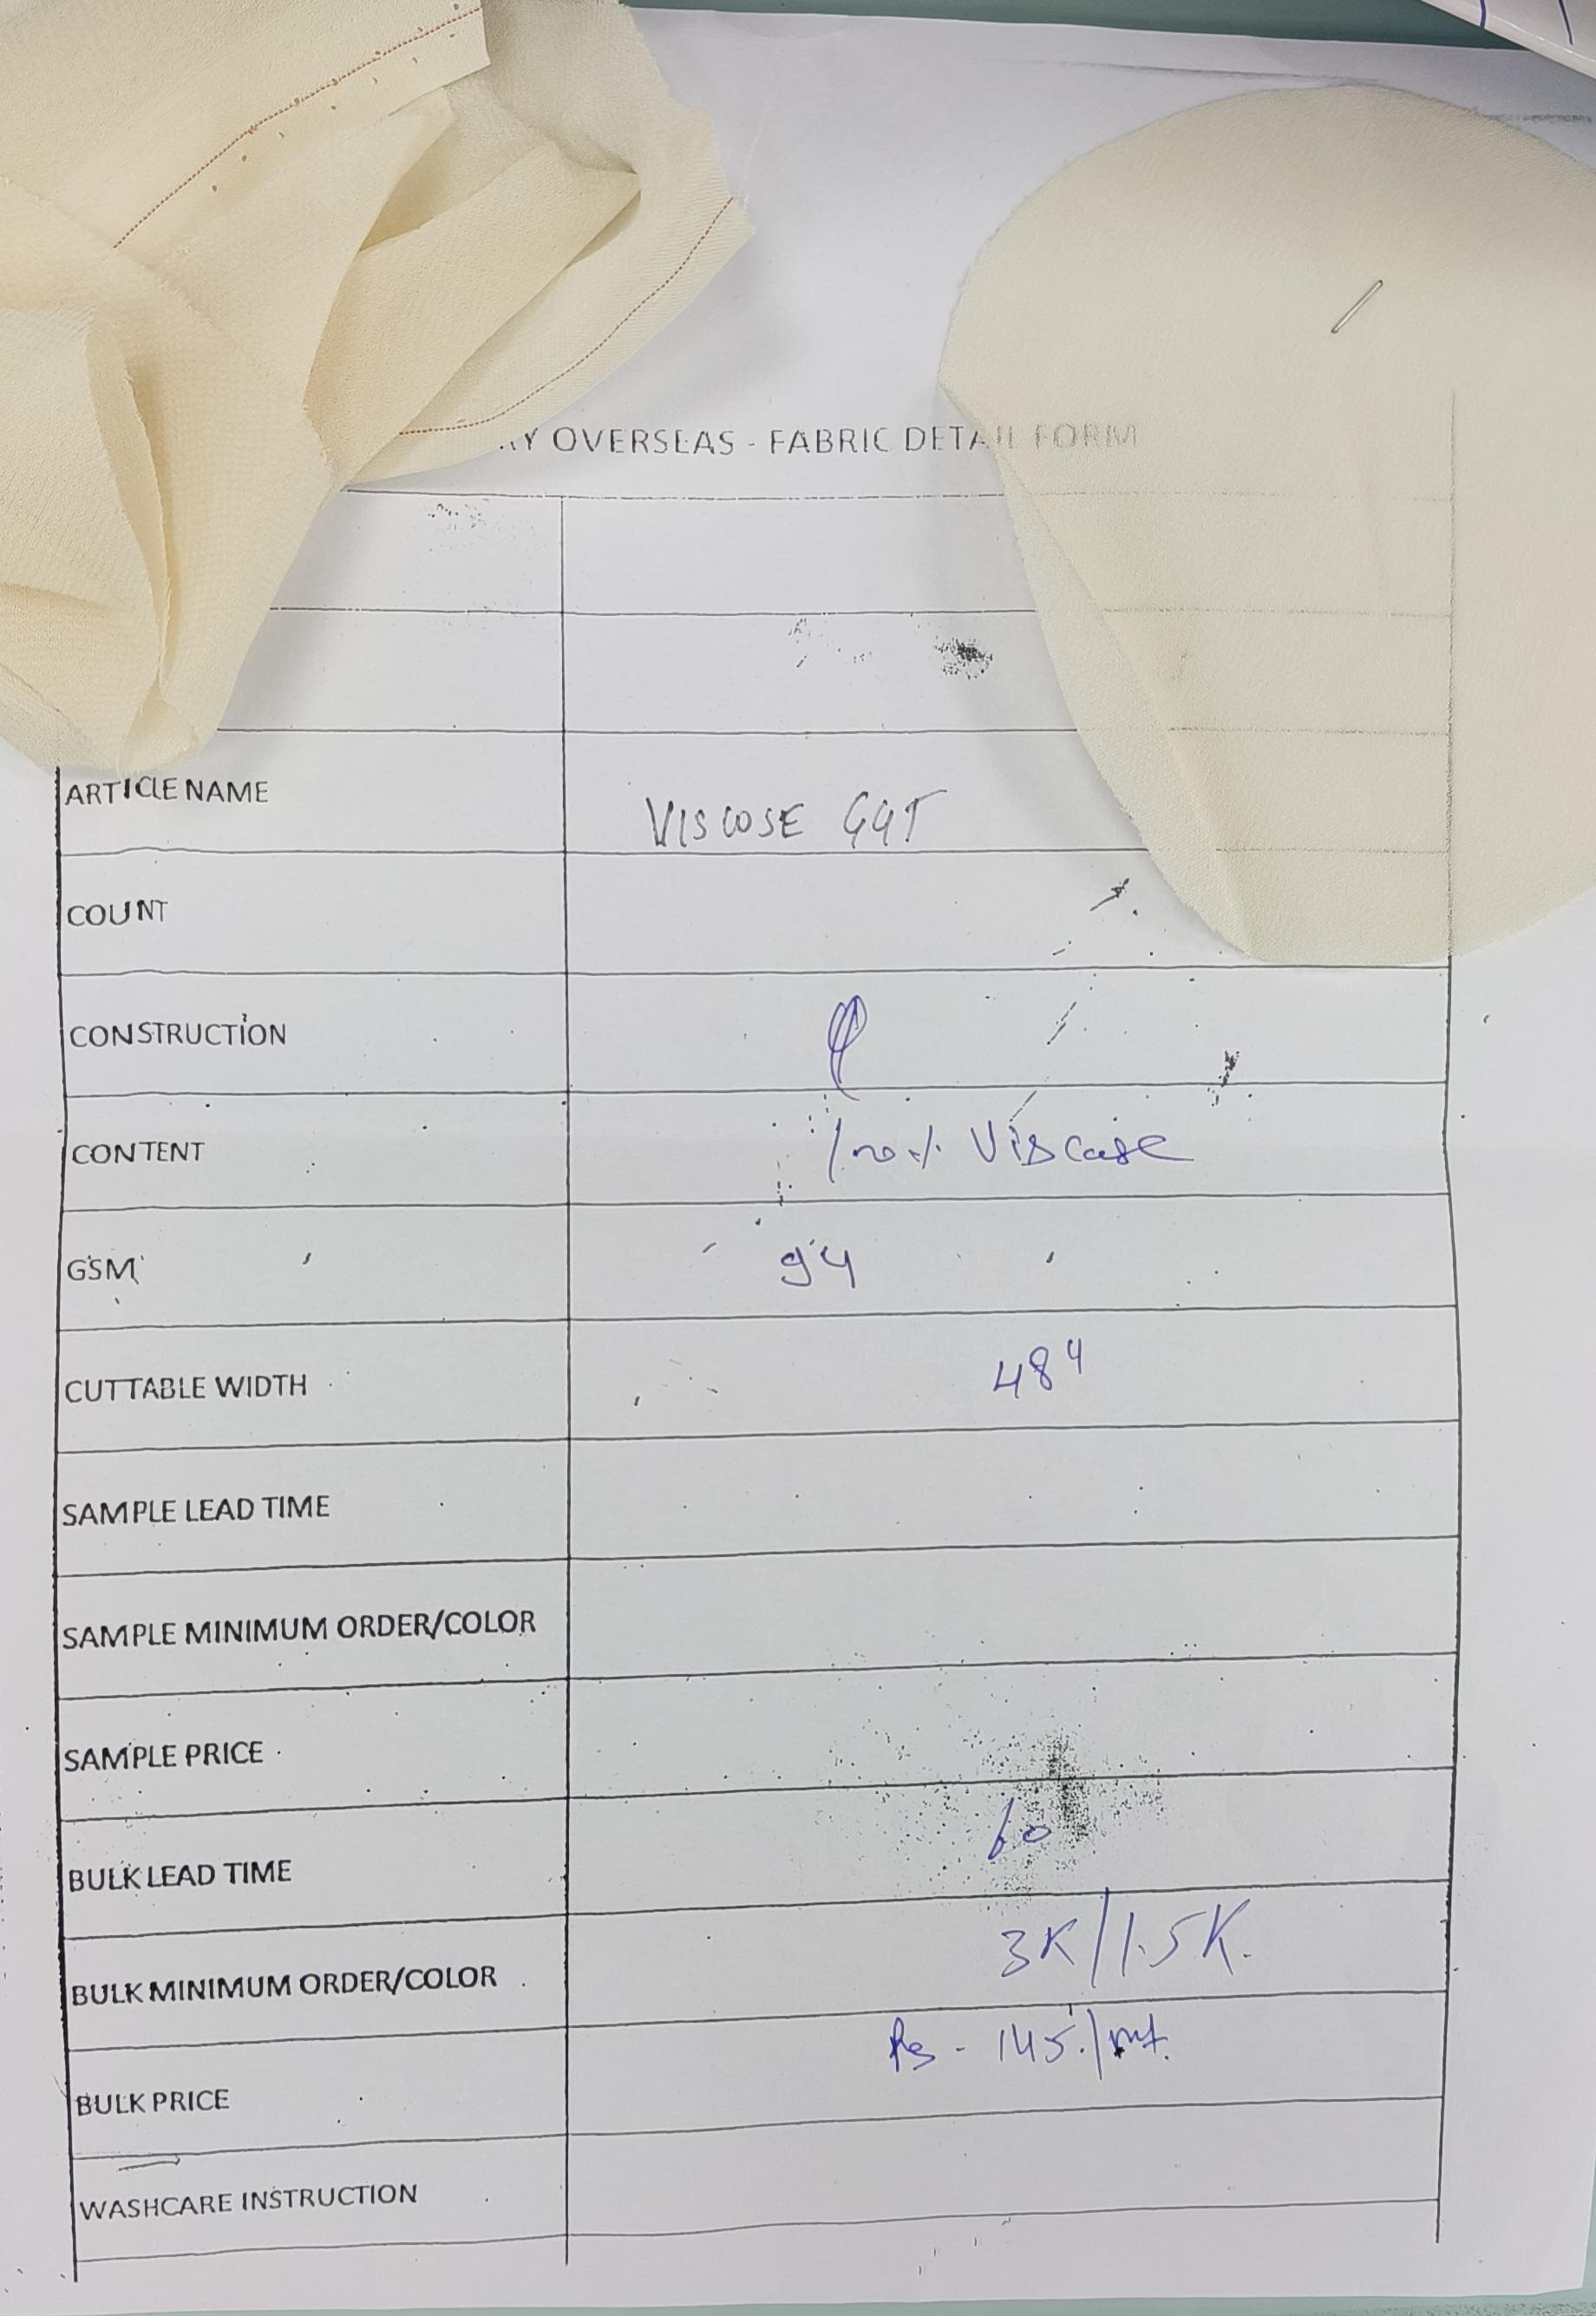 OVERSEAS - FABRIC DETAIL FORM
ARTICLE NAME VISCOSE GGT
COUNT
CONSTRUCTION
CONTENT 100% Viscose
GSM 94
CUTTABLE WIDTH 48"
SAMPLE LEAD TIME
SAMPLE MINIMUM ORDER/COLOR
SAMPLE PRICE
BULK LEAD TIME 60
BULK MINIMUM ORDER/COLOR 3K/1.5K.
BULK PRICE Rs - 145./mt.
WASHCARE INSTRUCTION